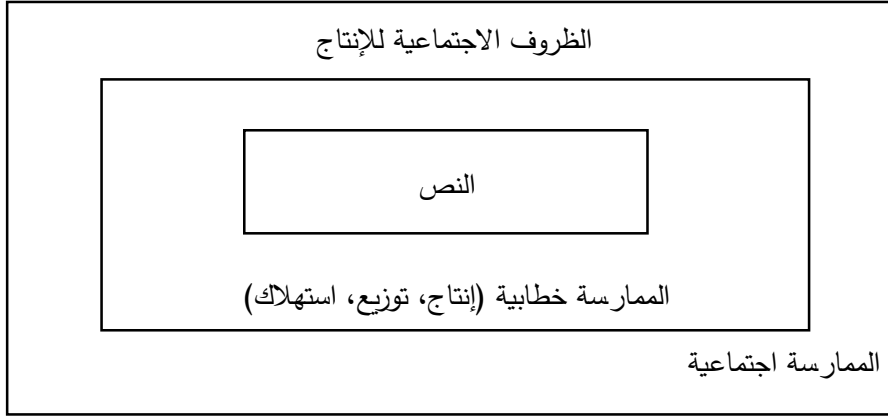 الظروف الاجتماعية للإنتاج
النص
الممارسة خطابية (إنتاج، توزيع، استهلاك)
الممارسة اجتماعية